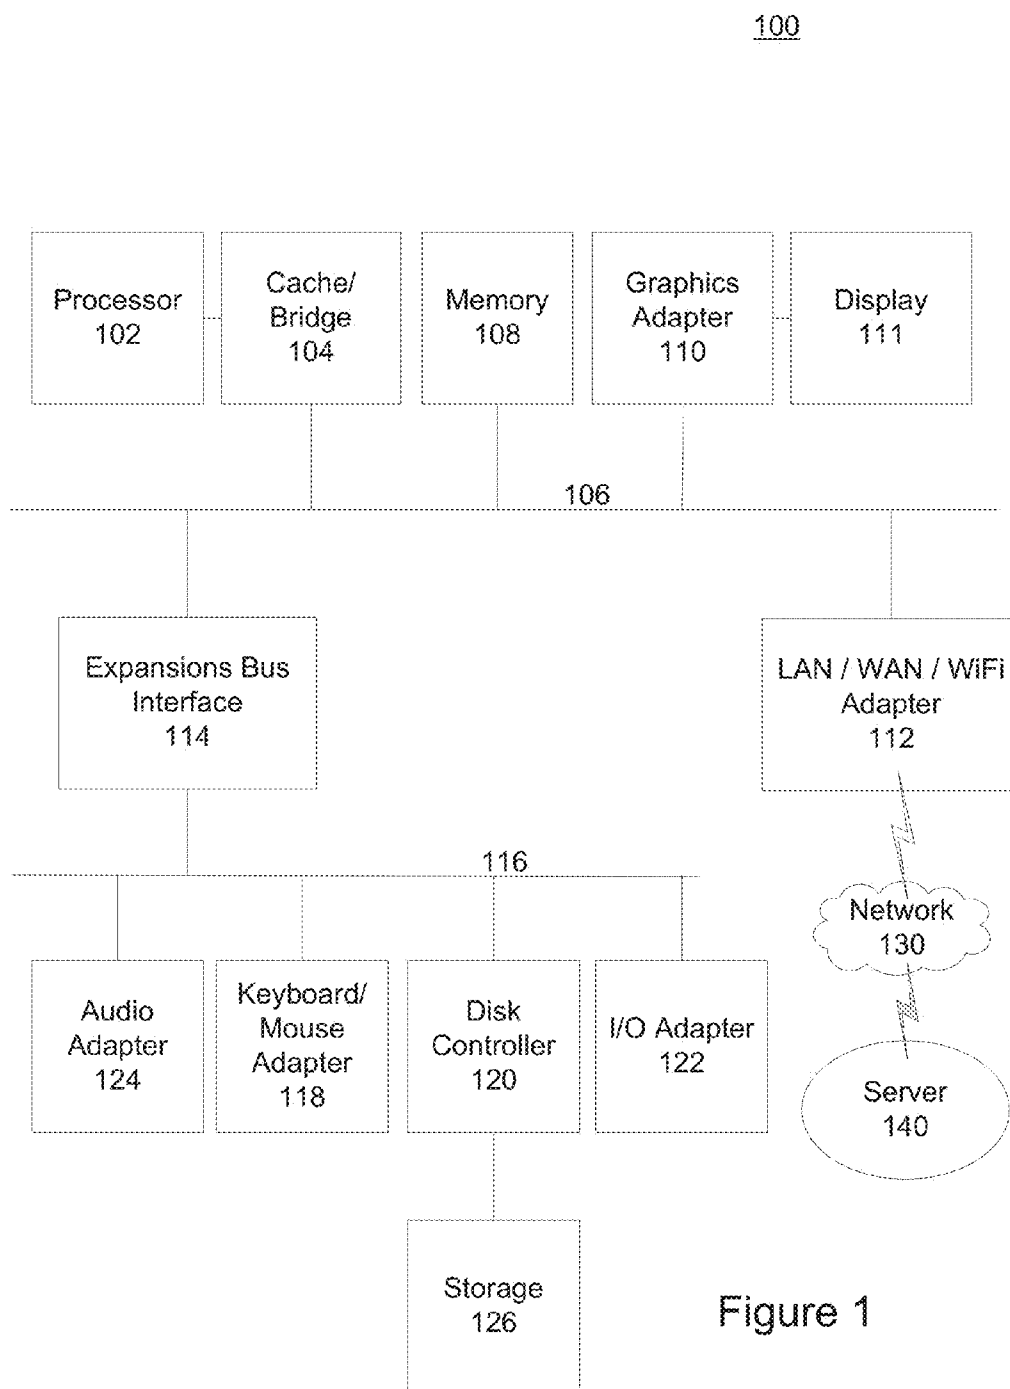 100
Processor
102
Cache/
Bridge
104
Memory
108
Graphics
Adapter
110
Display
111
106
Expansions Bus
Interface
114
LAN / WAN / WiFi
Adapter
112
116
Network
130
Audio
Adapter
124
Keyboard/
Mouse
Adapter
118
Disk
Controller
120
I/O Adapter
122
Server
140
Storage
126
Figure 1